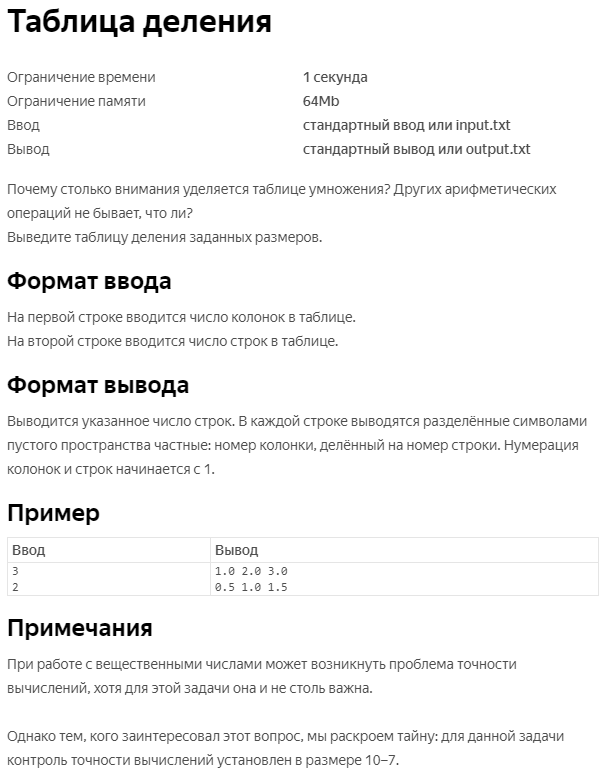 Таблица деления
Ограничение времени 1 секунда
Ограничение памяти 64Mb
Ввод стандартный ввод или input.txt
Вывод стандартный вывод или output.txt
Почему столько внимания уделяется таблице умножения? Других арифметических
операций не бывает, что ли?
Выведите таблицу деления заданных размеров.
Формат ввода
На первой строке вводится число колонок в таблице.
На второй строке вводится число строк в таблице.
Формат вывода
Выводится указанное число строк. В каждой строке выводятся разделённые символами
пустого пространства частные: номер колонки, делённый на номер строки. Нумерация
колонок и строк начинается с 1.
Пример
Ввод Вывод
3 1.0 2.0 3.0
2 0.5 1.0 1.5
Примечания
При работе с вещественными числами может возникнуть проблема точности
вычислений, хотя для этой задачи она и не столь важна.
Однако тем, кого заинтересовал этот вопрос, мы раскроем тайну: для данной задачи
контроль точности вычислений установлен в размере 10−7.